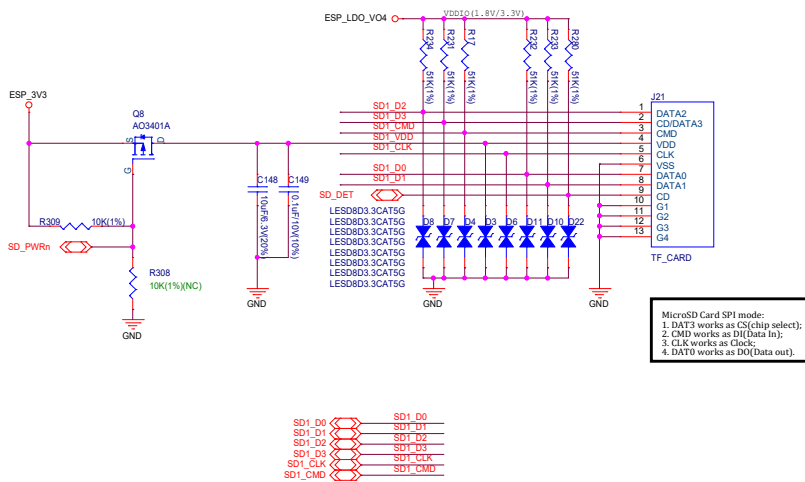 ESP_LDO_VO4
VDDIO(1.8V/3.3V)
R234
51K(1%)
R231
51K(1%)
R17
51K(1%)
R232
51K(1%)
R233
51K(1%)
R280
51K(1%)
ESP_3V3
Q8
AO3401A
S
D
G
R309
10K(1%)
SD_PWRn
R308
10K(1%)(NC)
GND
C148
10uF/6.3V(20%)
C149
0.1uF/10V(10%)
GND
SD1_D2
SD1_D3
SD1_CMD
SD1_VDD
SD1_CLK
SD1_D0
SD1_D1
SD_DET
LESD8D3.3CAT5G
LESD8D3.3CAT5G
LESD8D3.3CAT5G
LESD8D3.3CAT5G
LESD8D3.3CAT5G
LESD8D3.3CAT5G
LESD8D3.3CAT5G
LESD8D3.3CAT5G
D8
D7
D4
D3
D6
D11
D10
D22
GND
GND
J21
1 DATA2
2 CD/DATA3
3 CMD
4 VDD
5 CLK
6 VSS
7 DATA0
8 DATA1
9 CD
10 G1
11 G2
12 G3
13 G4
TF_CARD
MicroSD Card SPI mode:
1. DAT3 works as CS(chip select);
2. CMD works as DI(Data In);
3. CLK works as Clock;
4. DAT0 works as DO(Data out).
SD1_D0 SD1_D0
SD1_D1 SD1_D1
SD1_D2 SD1_D2
SD1_D3 SD1_D3
SD1_CLK SD1_CLK
SD1_CMD SD1_CMD